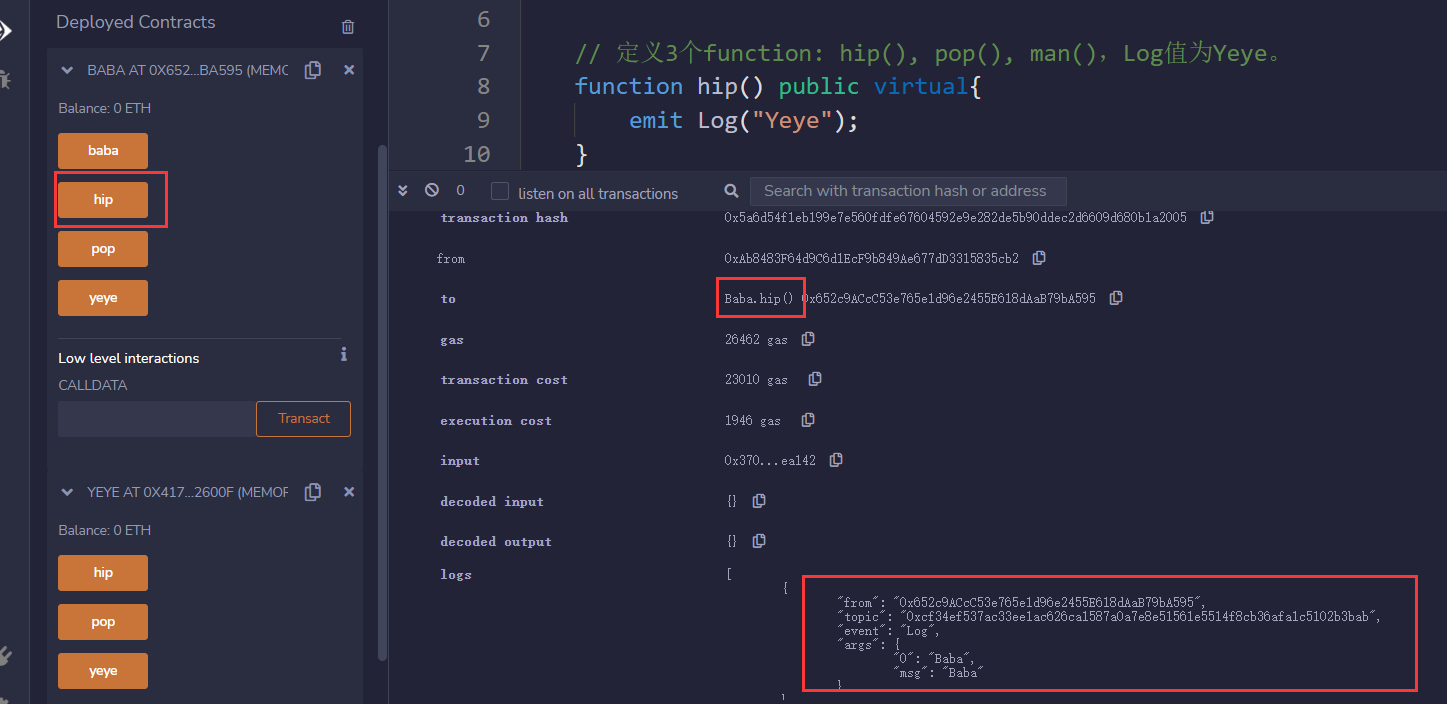 Deployed Contracts
BABA AT 0X652...BA595 (MEMC
Balance: 0 ETH
baba
hip
pop
yeye
Low level interactions
i
CALLDATA
Transact
YEYE AT 0X417...2600F (MEMOF
Balance: 0 ETH
hip
pop
yeye
6
7 // 定义3个function: hip(), pop(), man()，Log值为Yeye。
8 function hip() public virtual{
9 emit Log("Yeye");
10 }
0 listen on all transactions Search with transaction hash or address
transaction hash 0x5a6d54f1eb199e7e560fdfe67604592e9e282de5b90ddec2d6609d680b1a2005
from 0xAb8483F64d9C6d1EcF9b849Ae677dD3315835cb2
to Baba.hip() 0x652c9ACcC53e765e1d96e2455E618dAaB79bA595
gas 26462 gas
transaction cost 23010 gas
execution cost 1946 gas
input 0x370...ea142
decoded input {}
decoded output {}
logs [
{
"from": "0x652c9ACcC53e765e1d96e2455E618dAaB79bA595",
"topic": "0xcf34ef537ac33ee1ac626ca1587a0a7e8e51561e5514f8cb36afa1c5102b3bab",
"event": "Log",
"args": {
"0": "Baba",
"msg": "Baba"
}
]